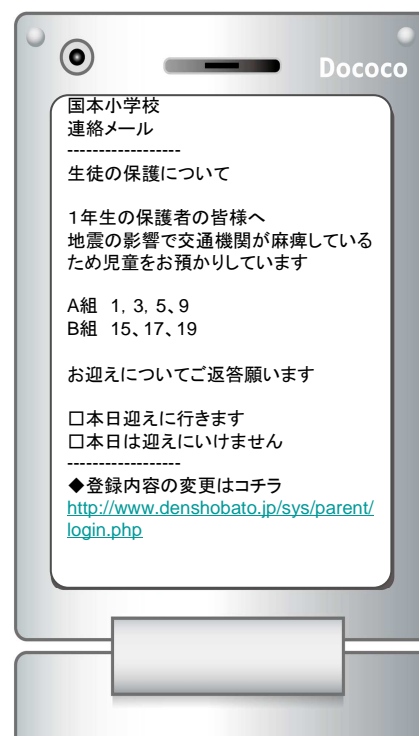 Dococo
国本小学校
連絡メール
------------------
生徒の保護について
１年生の保護者の皆様へ
地震の影響で交通機関が麻痺している
ため児童をお預かりしています
A組　1, 3, 5、9
B組　15、17、19
お迎えについてご返答願います
□本日迎えに行きます
□本日は迎えにいけません
------------------
◆登録内容の変更はコチラ
http://www.denshobato.jp/sys/parent/
login.php